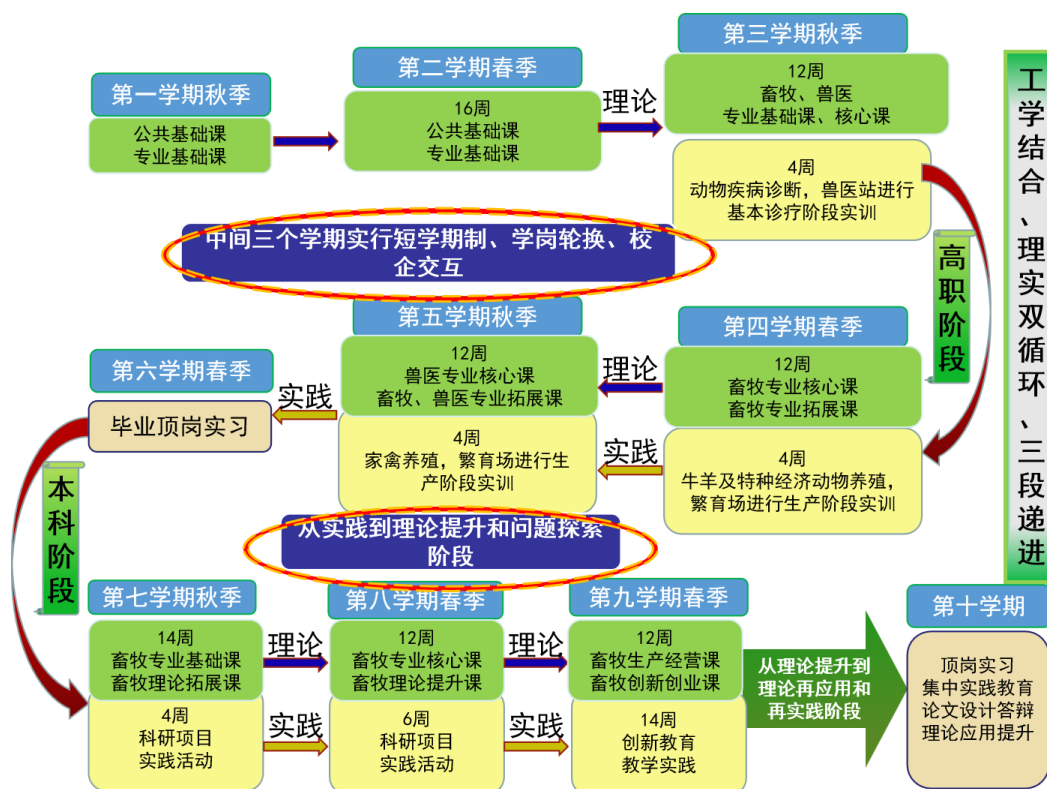 第一学期秋季
公共基础课
专业基础课
第二学期春季
16周
公共基础课
专业基础课
理论
第三学期秋季
12周
畜牧、兽医
专业基础课、核心课
4周
动物疾病诊断，兽医站进行
基本诊疗阶段实训
工学结合、理实双循环、三段递进
中间三个学期实行短学期制、学岗轮换、校
企交互
高职阶段
第四学期春季
12周
畜牧专业核心课
畜牧专业拓展课
4周
牛羊及特种经济动物养殖，
繁育场进行生产阶段实训
理论
实践
第五学期秋季
12周
兽医专业核心课
畜牧、兽医专业拓展课
4周
家禽养殖，繁育场进行生
产阶段实训
实践
第六学期春季
毕业顶岗实习
本科阶段
从实践到理论提升和问题探索
阶段
第七学期秋季
14周
畜牧专业基础课
畜牧理论拓展课
4周
科研项目
实践活动
理论
实践
第八学期春季
12周
畜牧专业核心课
畜牧理论提升课
6周
科研项目
实践活动
理论
实践
第九学期春季
12周
畜牧生产经营课
畜牧创新创业课
14周
创新教育
教学实践
从理论提升到
理论再应用和
再实践阶段
第十学期
顶岗实习
集中实践教育
论文设计答辩
理论应用提升